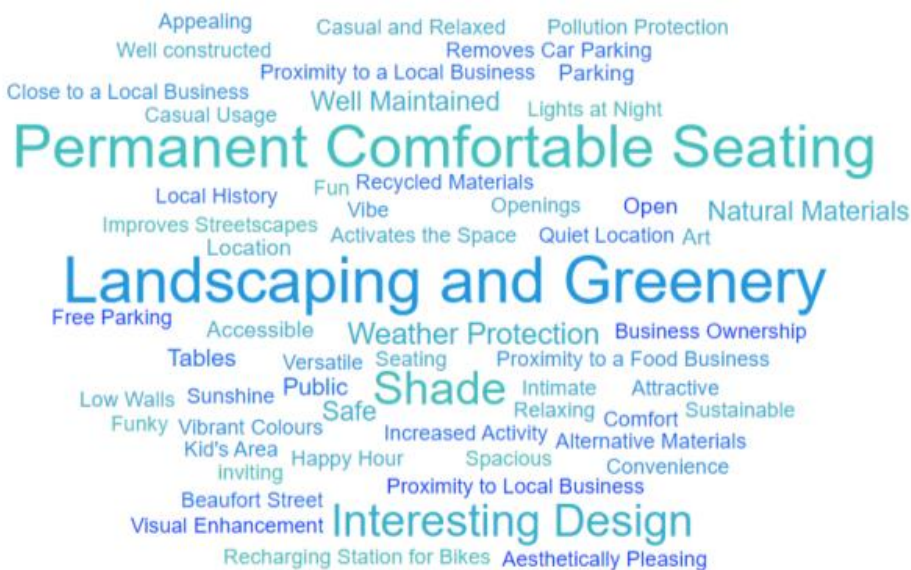 Appealing
Casual and Relaxed
Pollution Protection
Well constructed
Removes Car Parking
Proximity to a Local Business
Parking
Close to a Local Business
Well Maintained
Casual Usage
Lights at Night
Permanent Comfortable Seating
Local History
Fun
Recycled Materials
Vibe
Openings
Open
Natural Materials
Improves Streetscapes
Activates the Space
Quiet Location
Art
Location
Landscaping and Greenery
Free Parking
Accessible
Weather Protection
Business Ownership
Tables
Versatile
Seating
Proximity to a Food Business
Low Walls
Sunshine
Public
Shade
Intimate
Attractive
Funky
Vibrant Colours
Safe
Relaxing
Comfort
Sustainable
Increased Activity
Alternative Materials
Kid's Area
inviting
Happy Hour
Spacious
Convenience
Proximity to Local Business
Beaufort Street
Visual Enhancement
Interesting Design
Recharging Station for Bikes
Aesthetically Pleasing